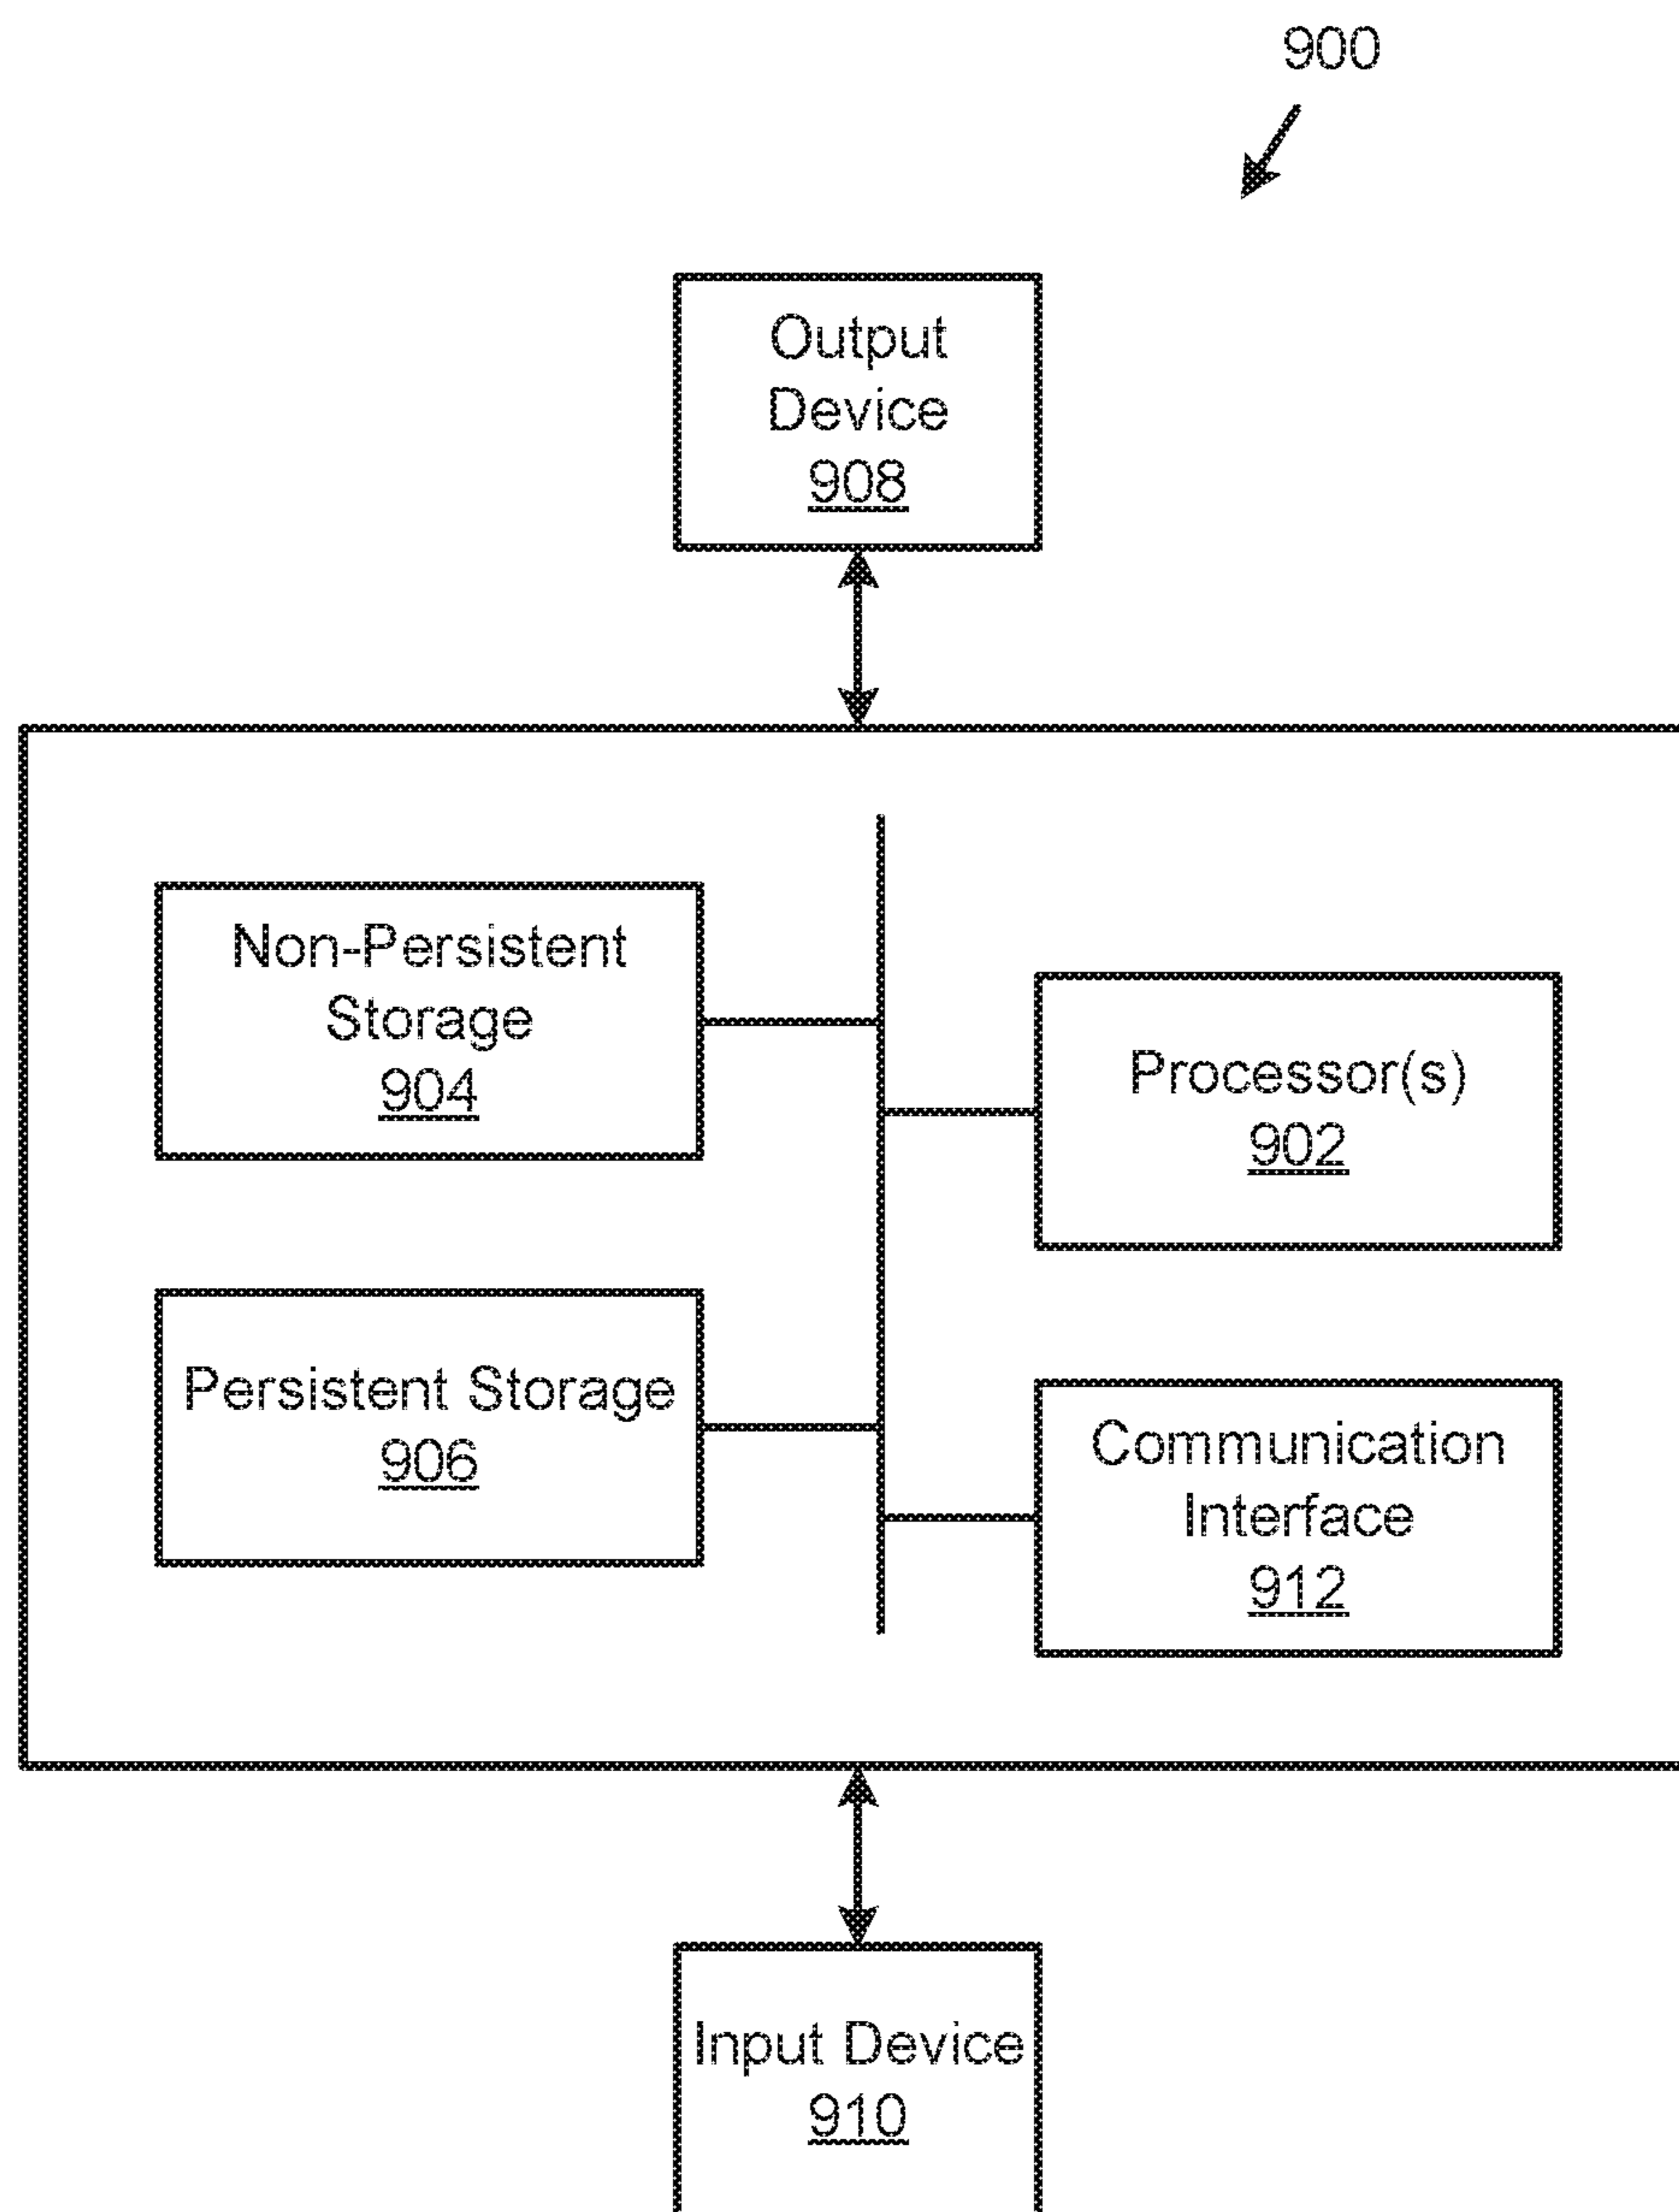 900
Output
Device
908
Non-Persistent
Storage
904
Processor(s)
902
Persistent Storage
906
Communication
Interface
912
Input Device
910